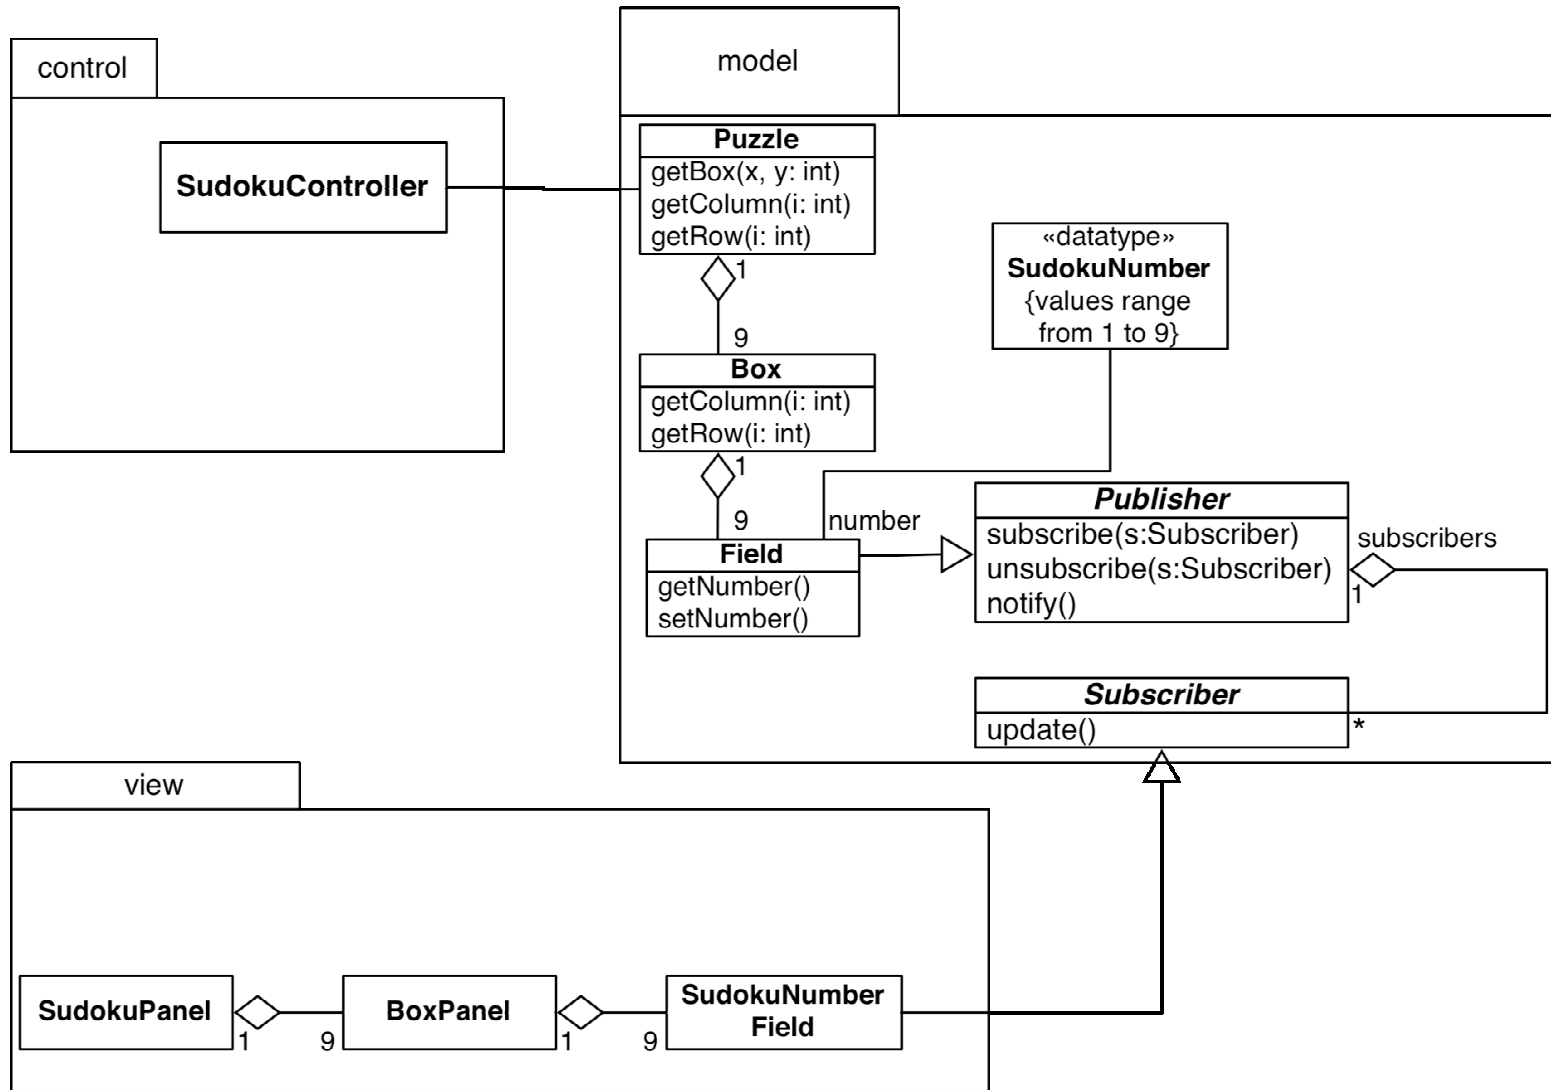 control
SudokuController
model
Puzzle
getBox(x, y: int)
getColumn(i: int)
getRow(i: int)
1
9
Box
getColumn(i: int)
getRow(i: int)
1
9
«datatype»
SudokuNumber
{values range
from 1 to 9}
number
Field
getNumber()
setNumber()
Publisher
subscribe(s:Subscriber)
unsubscribe(s:Subscriber)
notify()
subscribers
1
Subscriber
update()
*
view
SudokuPanel
1
9
BoxPanel
1
9
SudokuNumber
Field